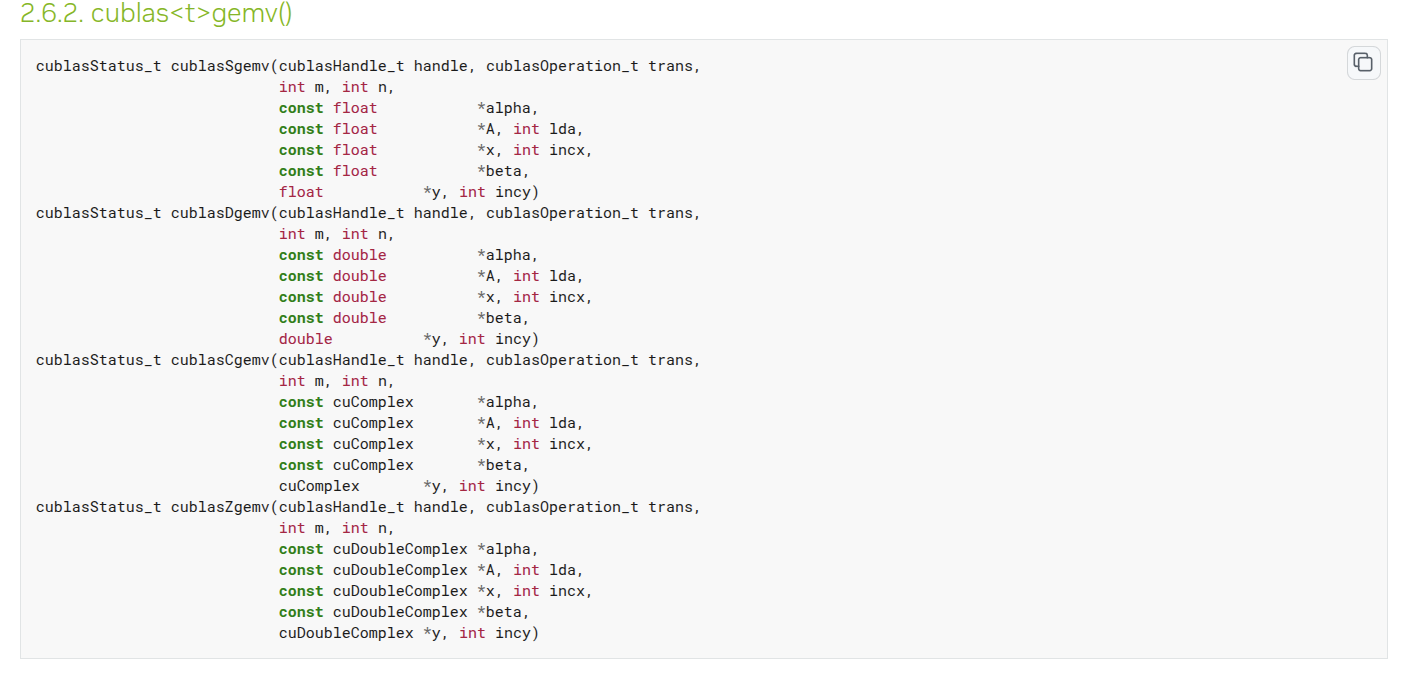 2.6.2. cublas<t>gemv()
cublasStatus_t cublasSgemv(cublasHandle_t handle, cublasOperation_t trans,
                           int m, int n,
                           const float           *alpha,
                           const float           *A, int lda,
                           const float           *x, int incx,
                           const float           *beta,
                           float           *y, int incy)
cublasStatus_t cublasDgemv(cublasHandle_t handle, cublasOperation_t trans,
                           int m, int n,
                           const double          *alpha,
                           const double          *A, int lda,
                           const double          *x, int incx,
                           const double          *beta,
                           double          *y, int incy)
cublasStatus_t cublasCgemv(cublasHandle_t handle, cublasOperation_t trans,
                           int m, int n,
                           const cuComplex       *alpha,
                           const cuComplex       *A, int lda,
                           const cuComplex       *x, int incx,
                           const cuComplex       *beta,
                           cuComplex       *y, int incy)
cublasStatus_t cublasZgemv(cublasHandle_t handle, cublasOperation_t trans,
                           int m, int n,
                           const cuDoubleComplex *alpha,
                           const cuDoubleComplex *A, int lda,
                           const cuDoubleComplex *x, int incx,
                           const cuDoubleComplex *beta,
                           cuDoubleComplex *y, int incy)